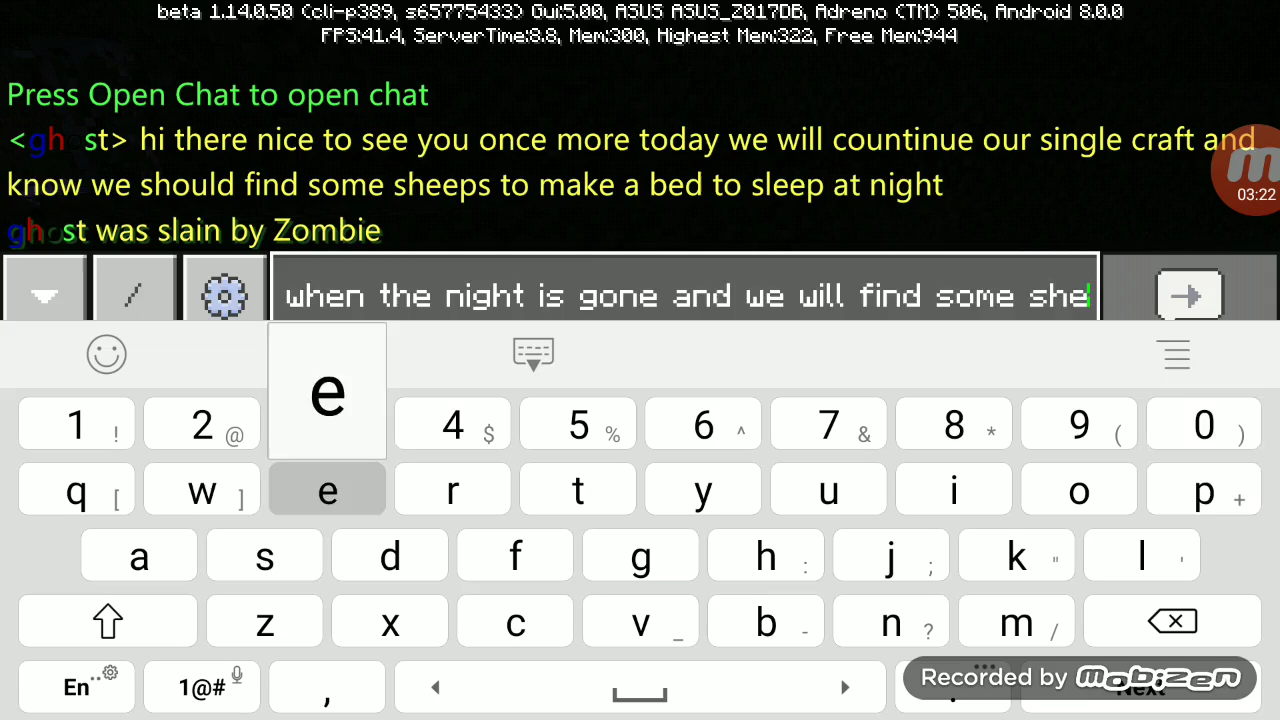 beta 1.14.0.50 (cli-p389, s65775433) Gui:5.00, ASUS ASUS_Z017DB, Adreno (TM) 506, Android 8.0.0
FPS:41.4, ServerTime:8.8, Mem:300, Highest Mem:322, Free Mem:944
Press Open Chat to open chat
<ghost> hi there nice to see you once more today we will countinue our single craft and
know we should find some sheeps to make a bed to sleep at night
ghost was slain by Zombie
03:22
/ when the night is gone and we will find some she
e
1 ! 2 @ 4 $ 5 % 6 ^ 7 & 8 * 9 ( 0 )
q [ w ] e r t y u i o p +
a s d f g h : j ; k " l '
z x c v _ b - n ? m /
En 1@# , . Next
Recorded by mobizen